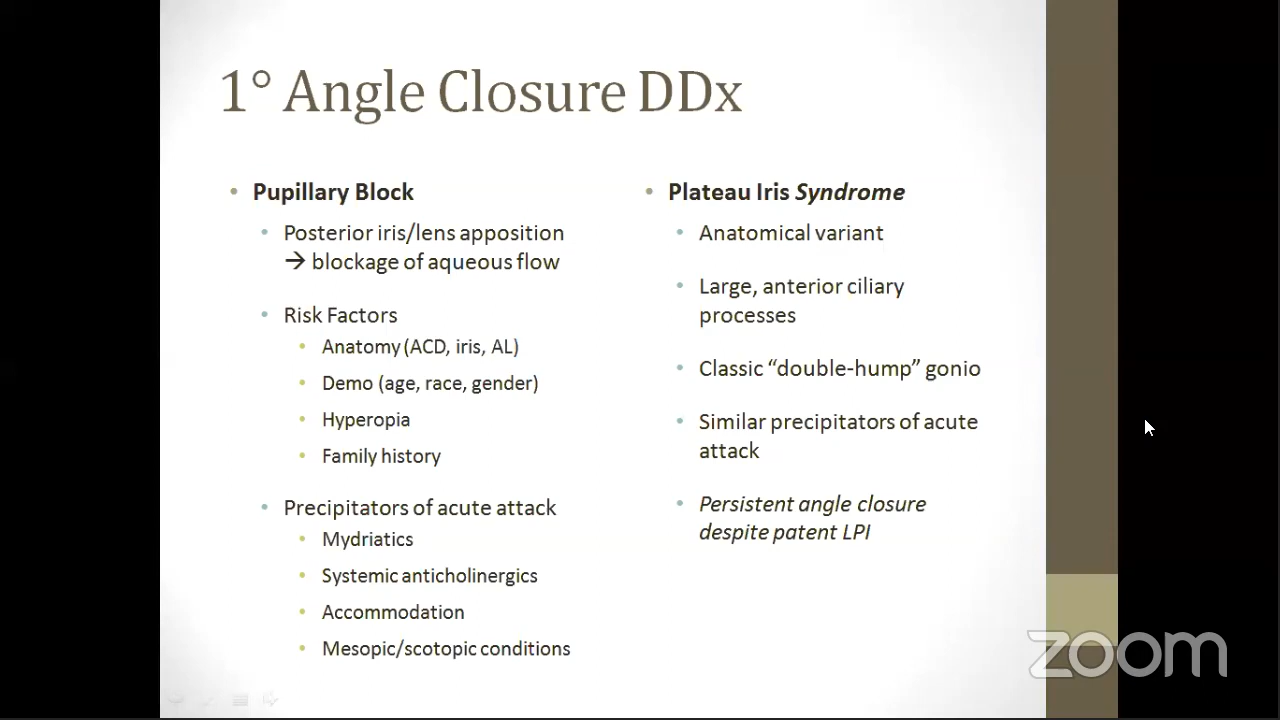 1° Angle Closure DDx
• Pupillary Block
• Posterior iris/lens apposition
→ blockage of aqueous flow
• Risk Factors
• Anatomy (ACD, iris, AL)
• Demo (age, race, gender)
• Hyperopia
• Family history
• Precipitators of acute attack
• Mydriatics
• Systemic anticholinergics
• Accommodation
• Mesopic/scotopic conditions
• Plateau Iris Syndrome
• Anatomical variant
• Large, anterior ciliary
processes
• Classic “double-hump” gonio
• Similar precipitators of acute
attack
• Persistent angle closure
despite patent LPI
zoom